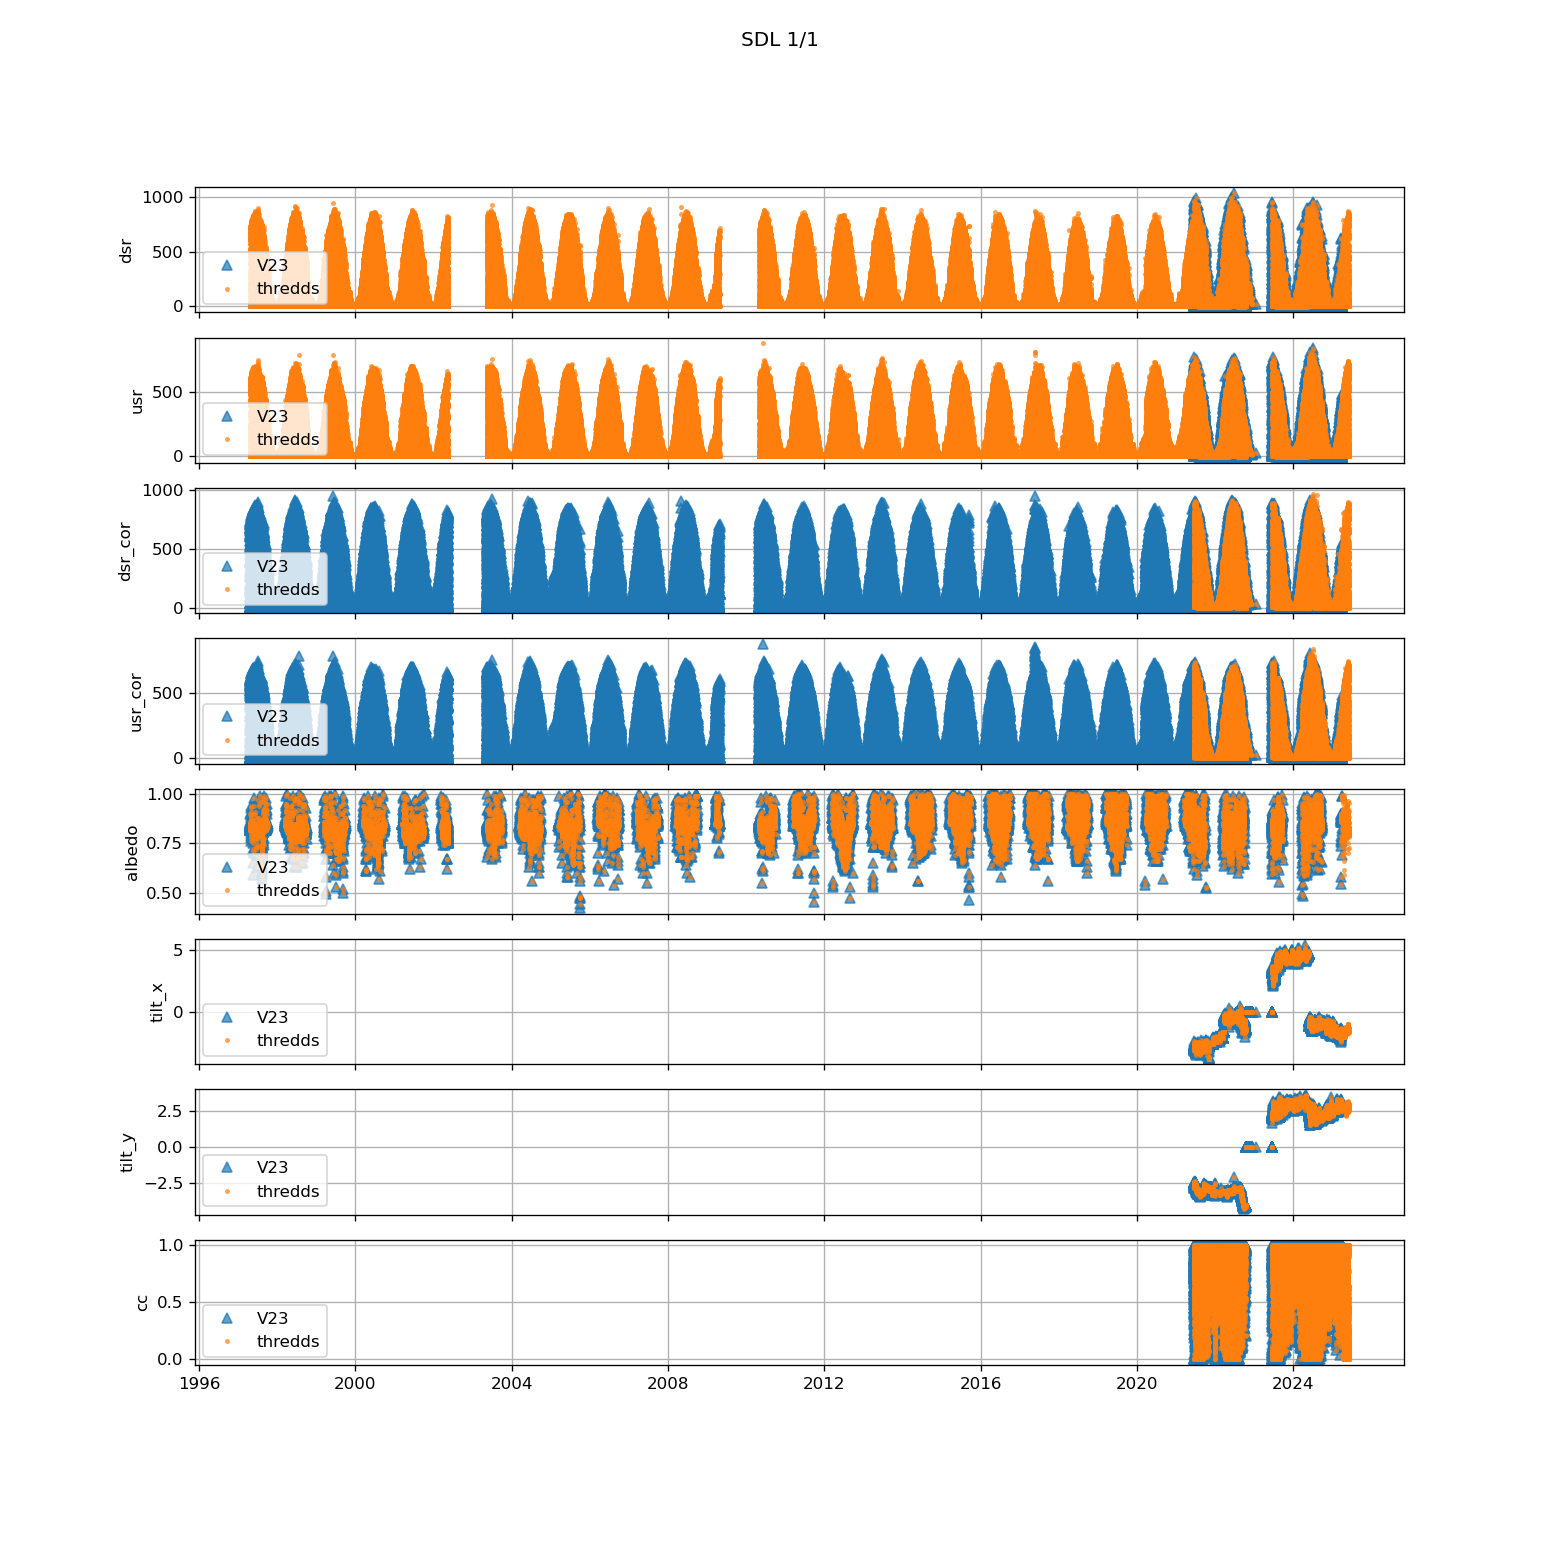 SDL 1/1
1000
500
0
dsr
V23
thredds
500
0
usr
V23
thredds
1000
500
0
dsr_cor
V23
thredds
500
0
usr_cor
V23
thredds
1.00
0.75
0.50
albedo
V23
thredds
5
0
tilt_x
V23
thredds
2.5
0.0
−2.5
tilt_y
V23
thredds
1.0
0.5
0.0
cc
V23
thredds
1996 2000 2004 2008 2012 2016 2020 2024